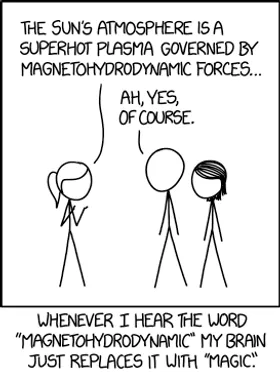 THE SUN'S ATMOSPHERE IS A
SUPERHOT PLASMA GOVERNED BY
MAGNETOHYDRODYNAMIC FORCES...
AH, YES,
OF COURSE.
WHENEVER I HEAR THE WORD
"MAGNETOHYDRODYNAMIC" MY BRAIN
JUST REPLACES IT WITH "MAGIC."